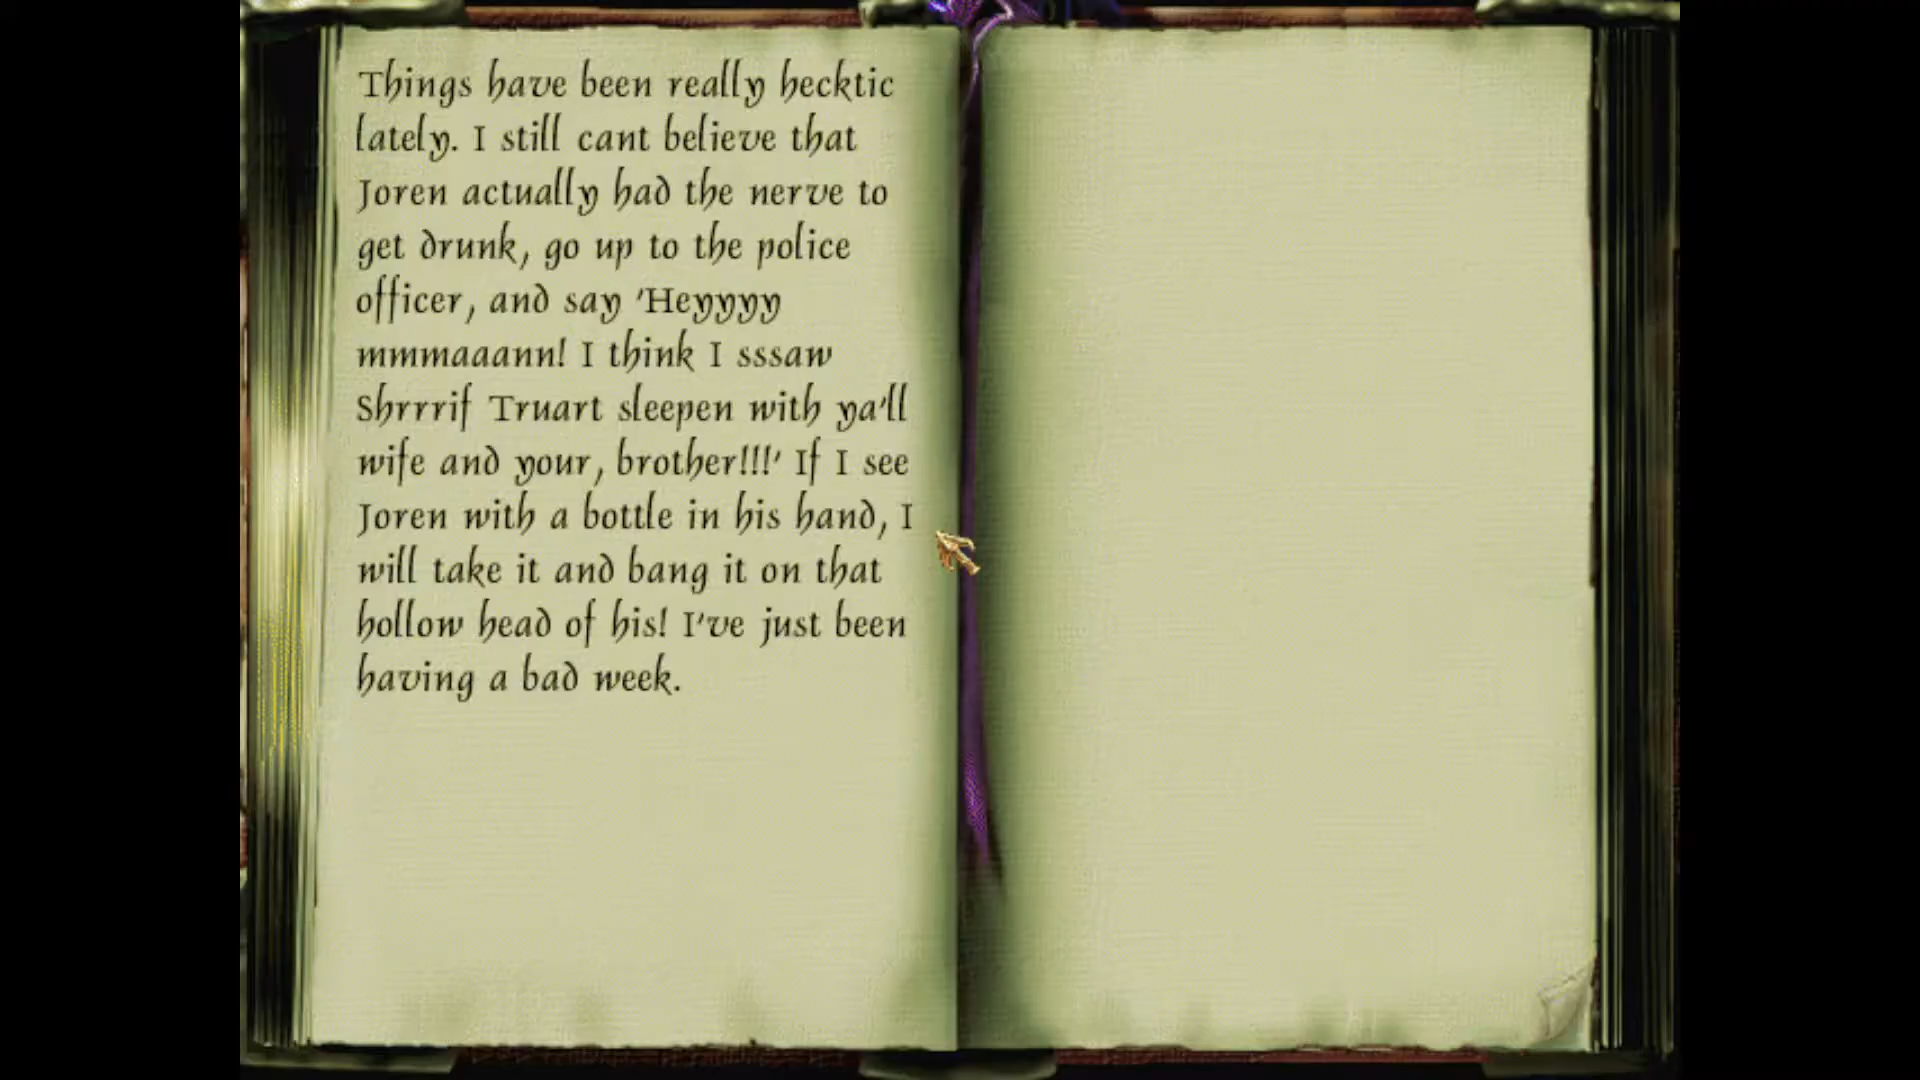 Things have been really hecktic
lately. I still cant believe that
Joren actually had the nerve to
get drunk, go up to the police
officer, and say 'Heyyyy
mmmaaann! I think I sssaw
Shrrrif Truart sleepen with ya'll
wife and your, brother!!!' If I see
Joren with a bottle in his hand, I
will take it and bang it on that
hollow head of his! I've just been
having a bad week.